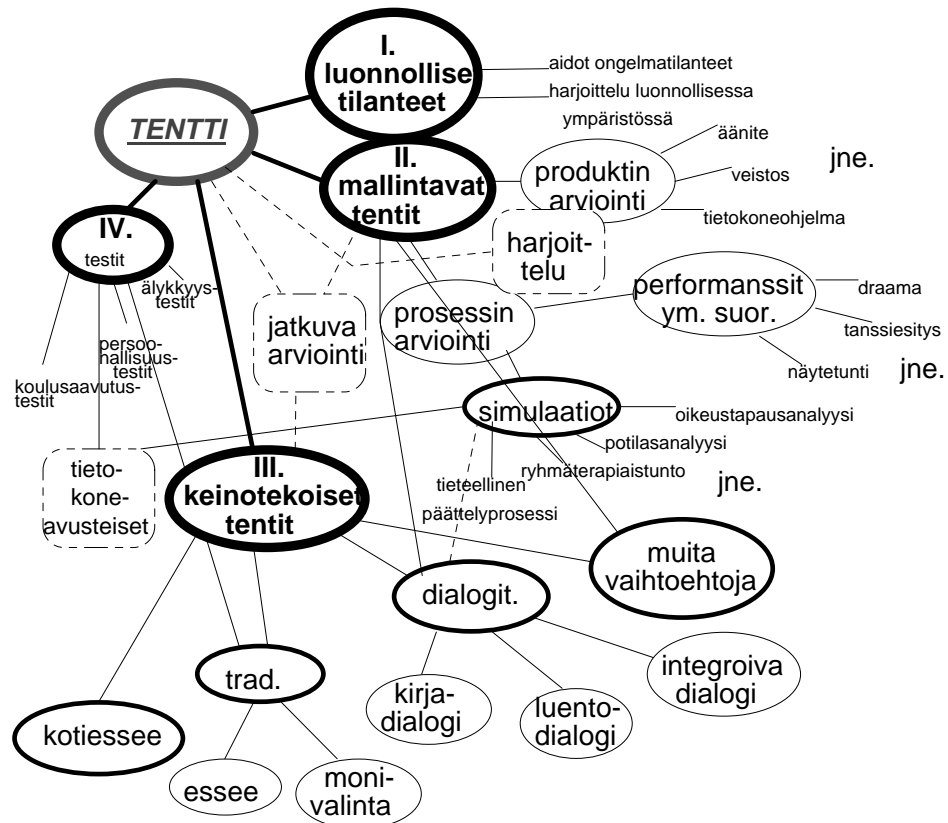 I.
luonnollise
tilanteet
aidot ongelmatilanteet
harjoittelu luonnollisessa
ympäristössä
TENTTI
II.
mallintavat
tentit
produktin
arviointi
äänite
veistos
jne.
tietokoneohjelma
IV.
testit
älykkyys-
testit
persoo-
hallisuus-
testit
koulusaavutus-
testit
harjoit-
telu
jatkuva
arviointi
prosessin
arviointi
performanssit
ym. suor.
draama
tanssiesitys
näytetunti
jne.
simulaatiot
oikeustapausanalyysi
potilasanalyysi
ryhmäterapiaistunto
tieteellinen
päättelyprosessi
jne.
tieto-
kone-
avusteiset
III.
keinotekoiset
tentit
muita
vaihtoehtoja
dialogit.
trad.
kotiessee
essee
moni-
valinta
kirja-
dialogi
luento-
dialogi
integroiva
dialogi